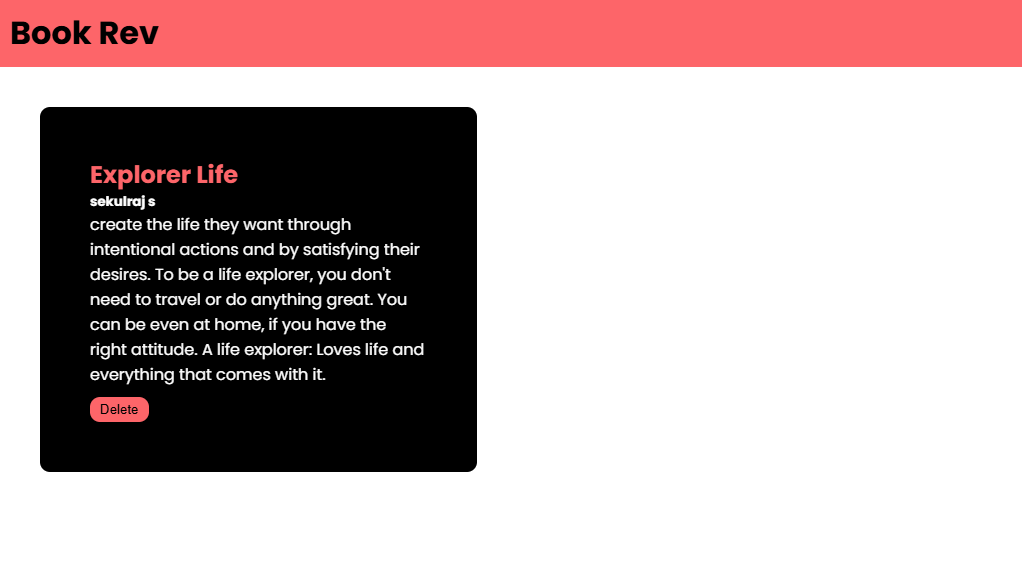 Book Rev
Explorer Life
sekulraj s
create the life they want through
intentional actions and by satisfying their
desires. To be a life explorer, you don't
need to travel or do anything great. You
can be even at home, if you have the
right attitude. A life explorer: Loves life and
everything that comes with it.
Delete